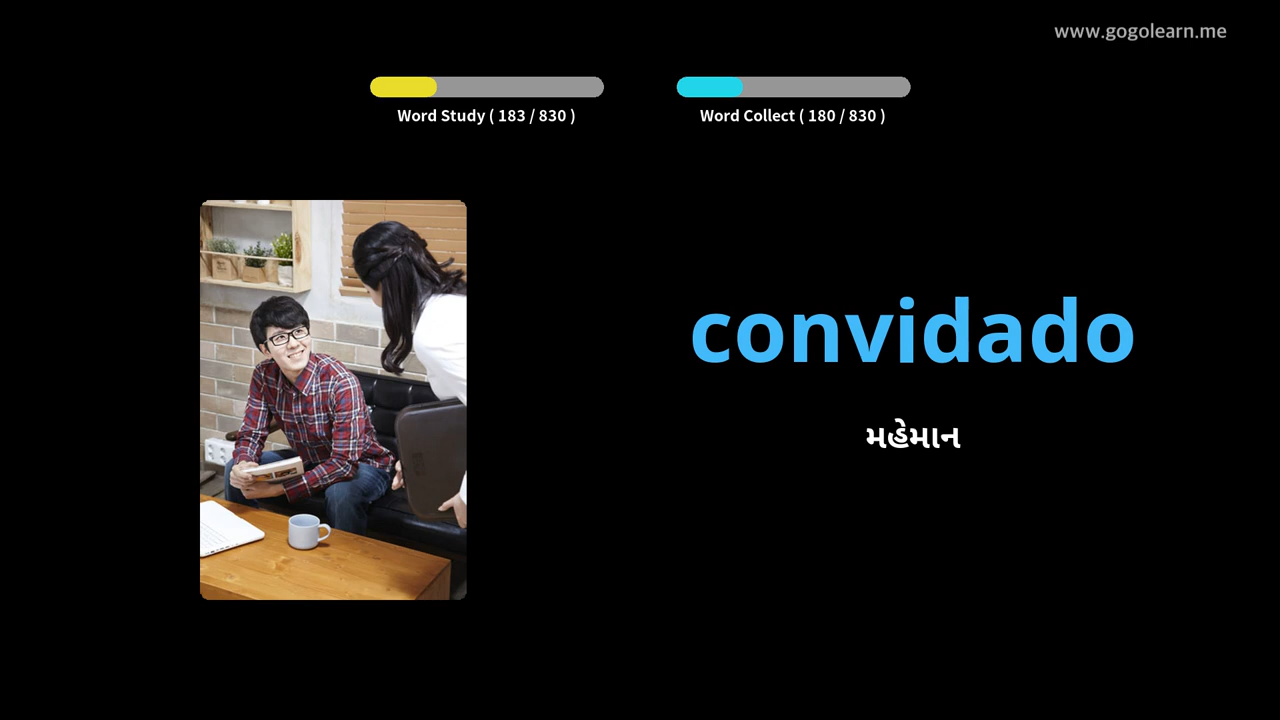 www.gogolearn.me
Word Study ( 183 / 830 )
Word Collect ( 180 / 830 )
convidado
મહેમાન